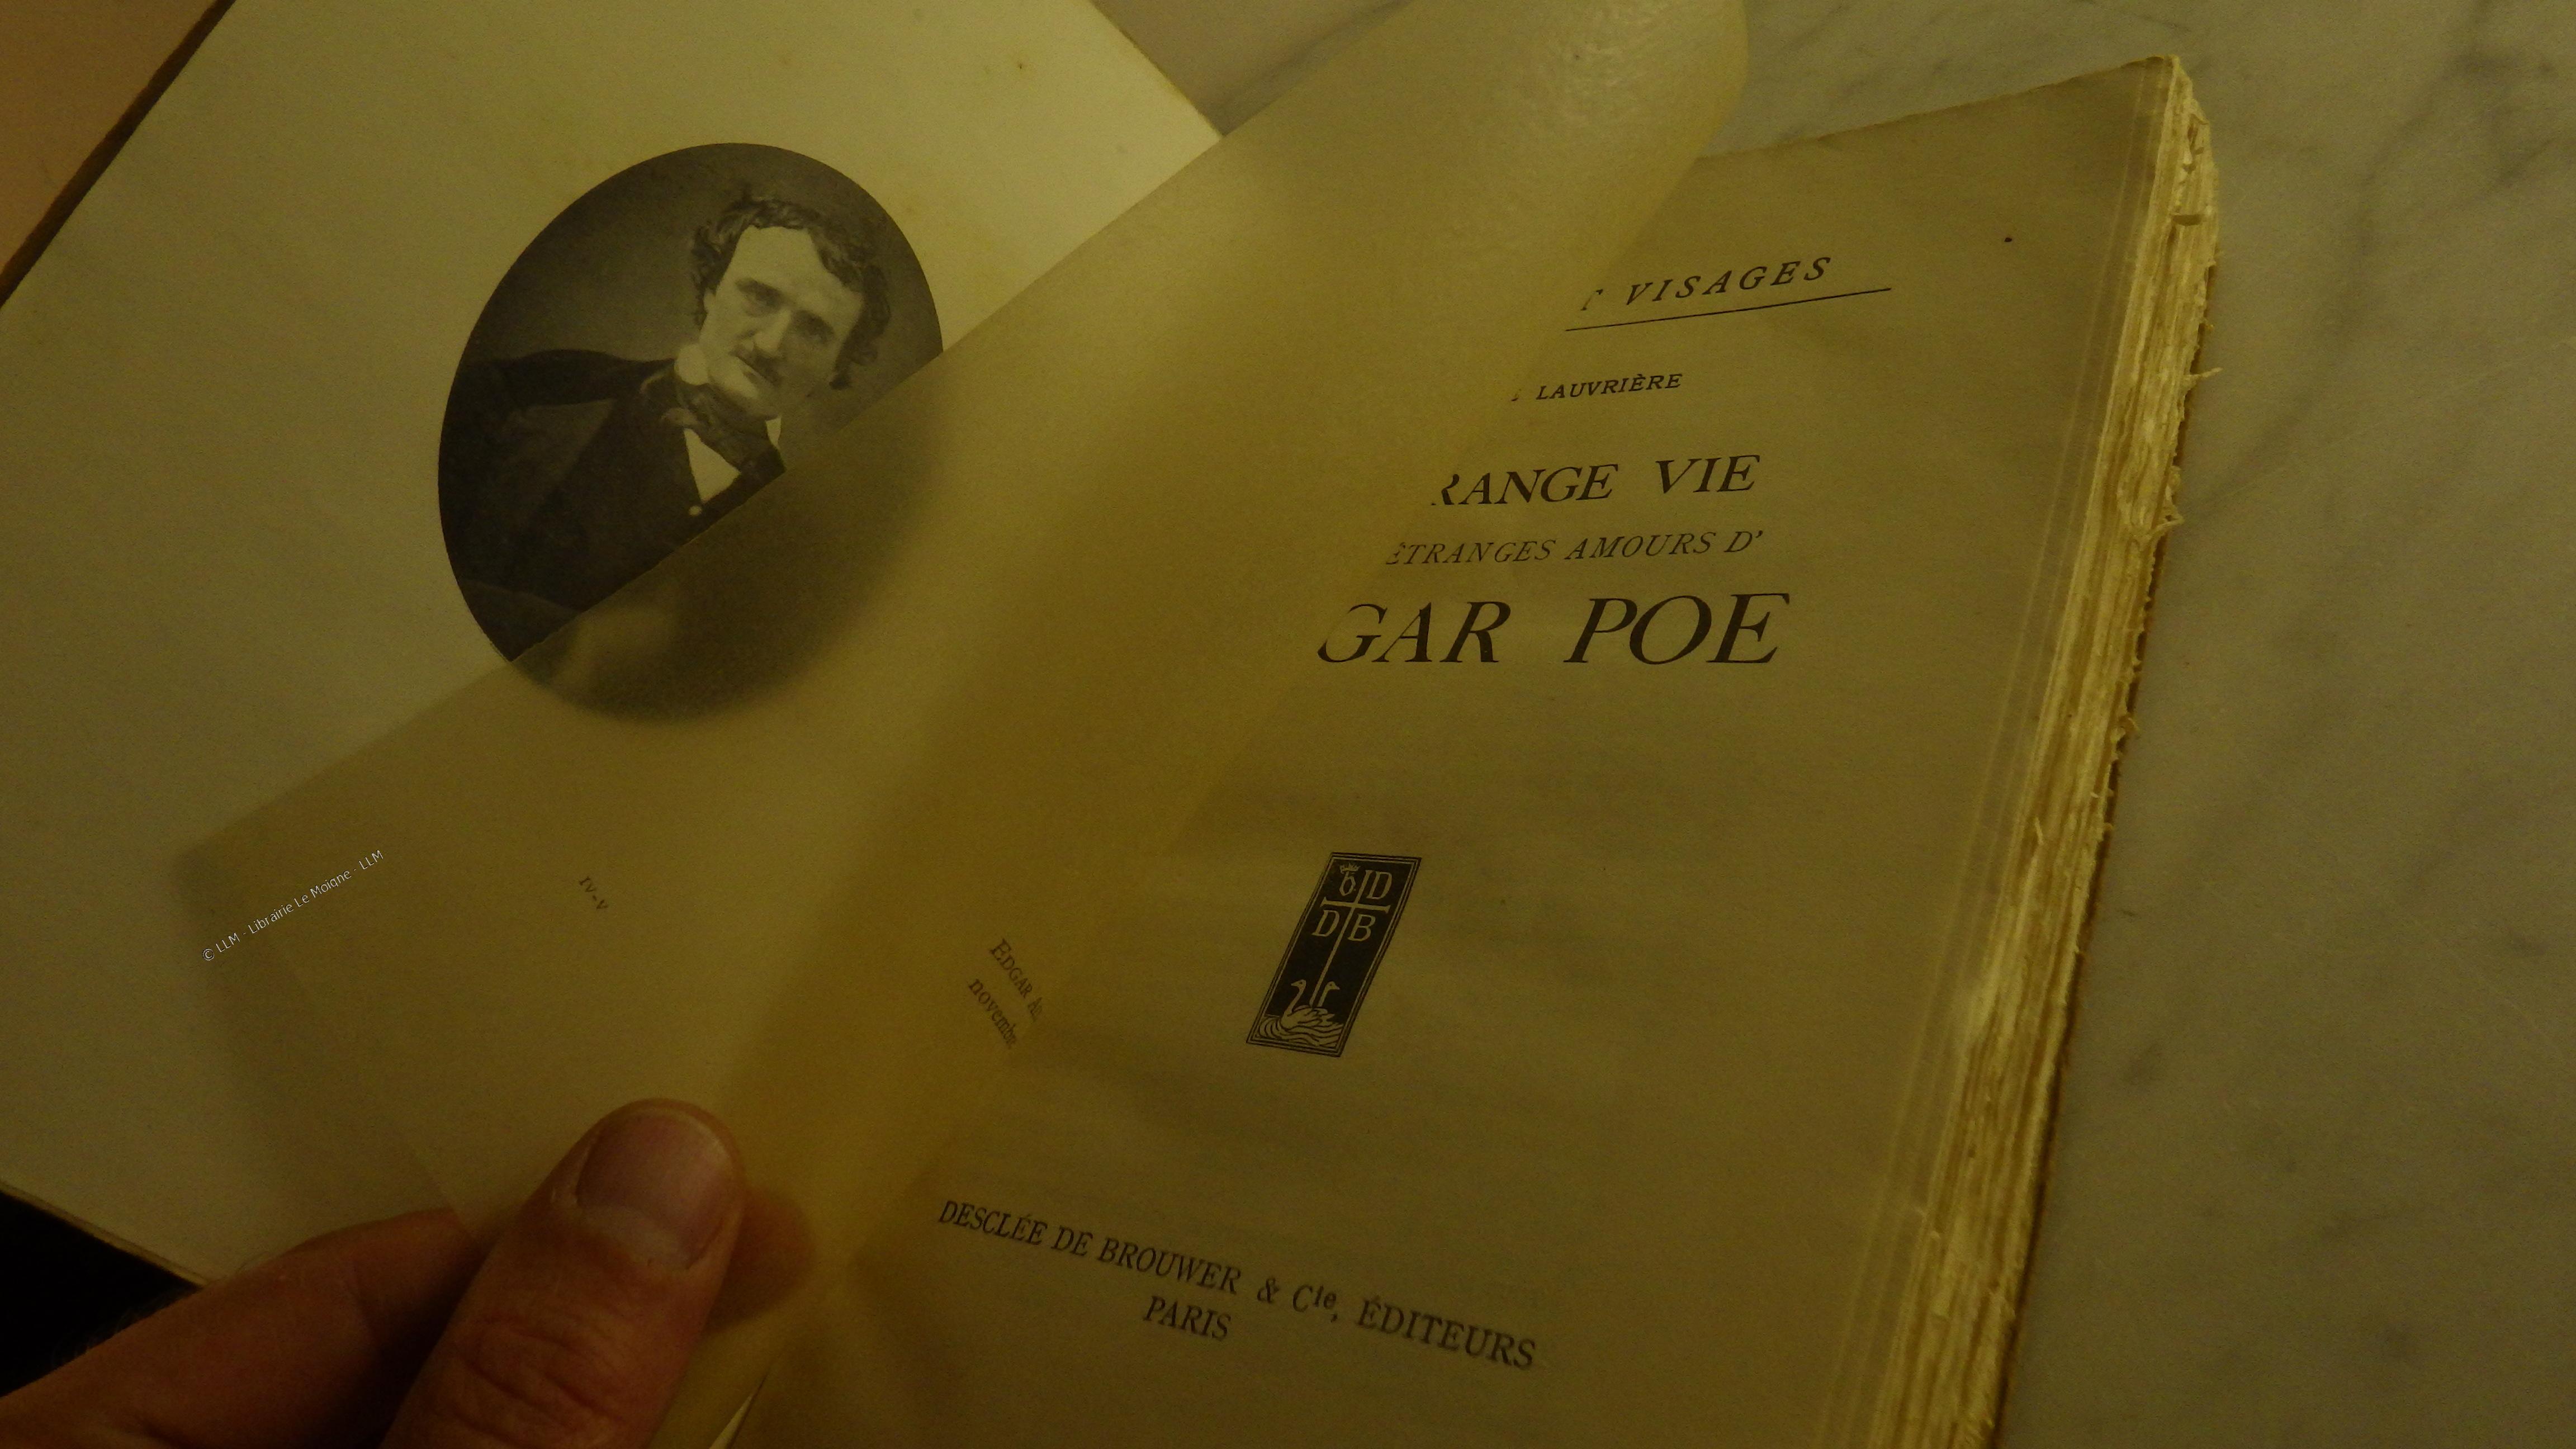 VISAGES
LAUVRIÈRE
RANGE VIE
ÉTRANGES AMOURS D'
GAR POE
D
D B
IV-V
EDGAR
novembre
DESCLÉE DE BROUWER & Cie, ÉDITEURS
PARIS
© LLM - Librairie Le Moigne - LLM